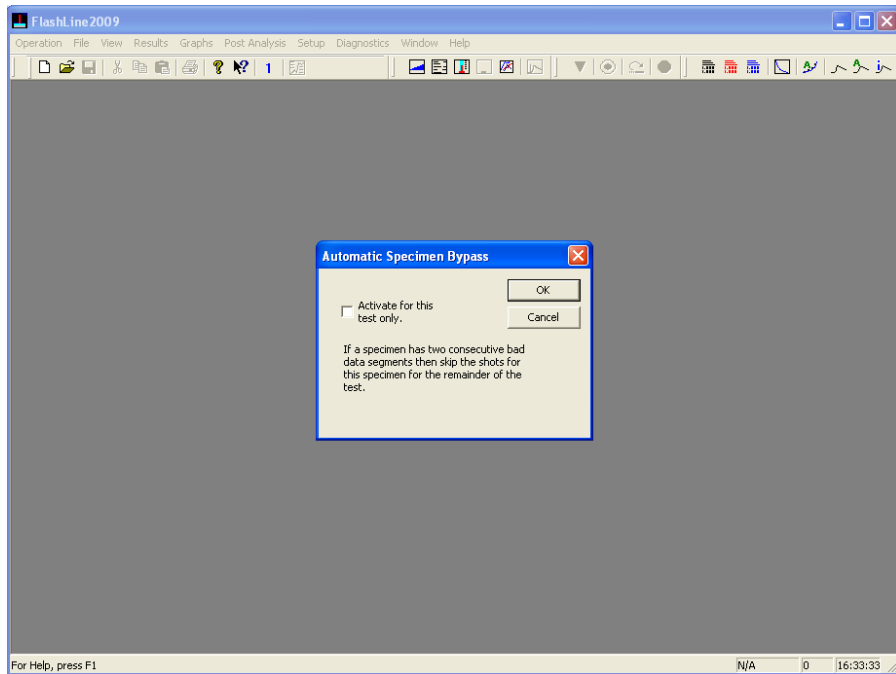 FlashLine2009
Operation File View Results Graphs Post Analysis Setup Diagnostics Window Help
1
Automatic Specimen Bypass
OK
Activate for this
test only.
Cancel
If a specimen has two consecutive bad
data segments then skip the shots for
this specimen for the remainder of the
test.
For Help, press F1 N/A 0 16:33:33